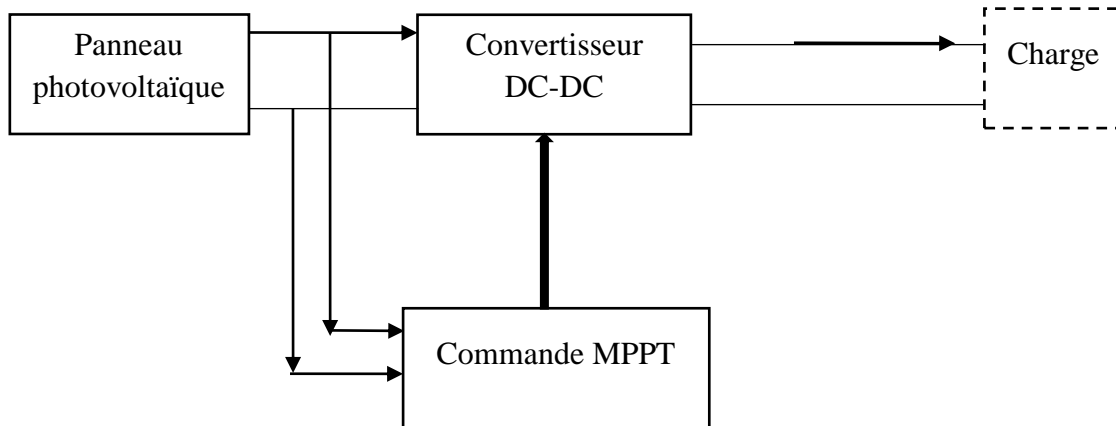 Panneau
photovoltaïque
Convertisseur
DC-DC
Charge
Commande MPPT